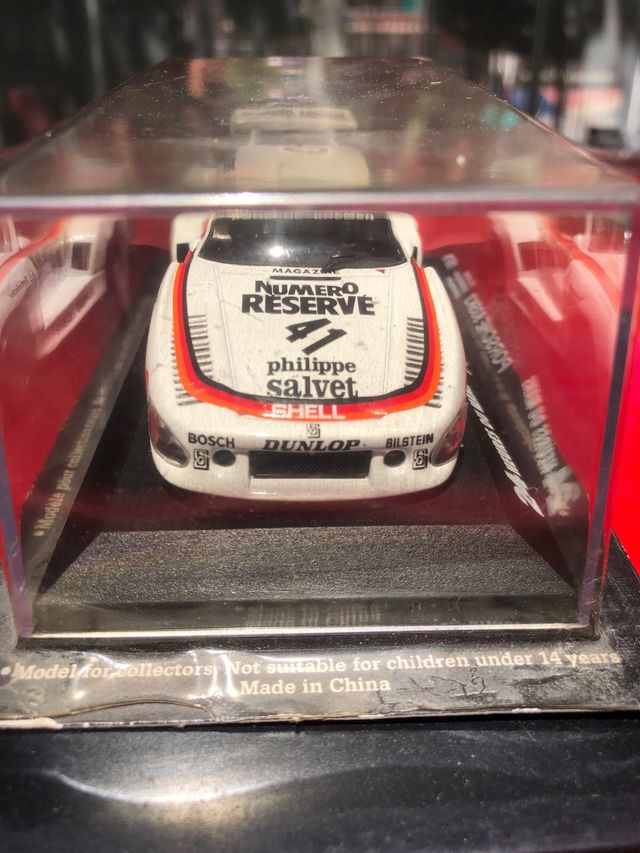 MAGAZINE
NUMERO
RESERVE
41
philippe
salvet
SHELL
BOSCH
DUNLOP
BILSTEIN
•Model for collectors Not suitable for children under 14 years
Made in China